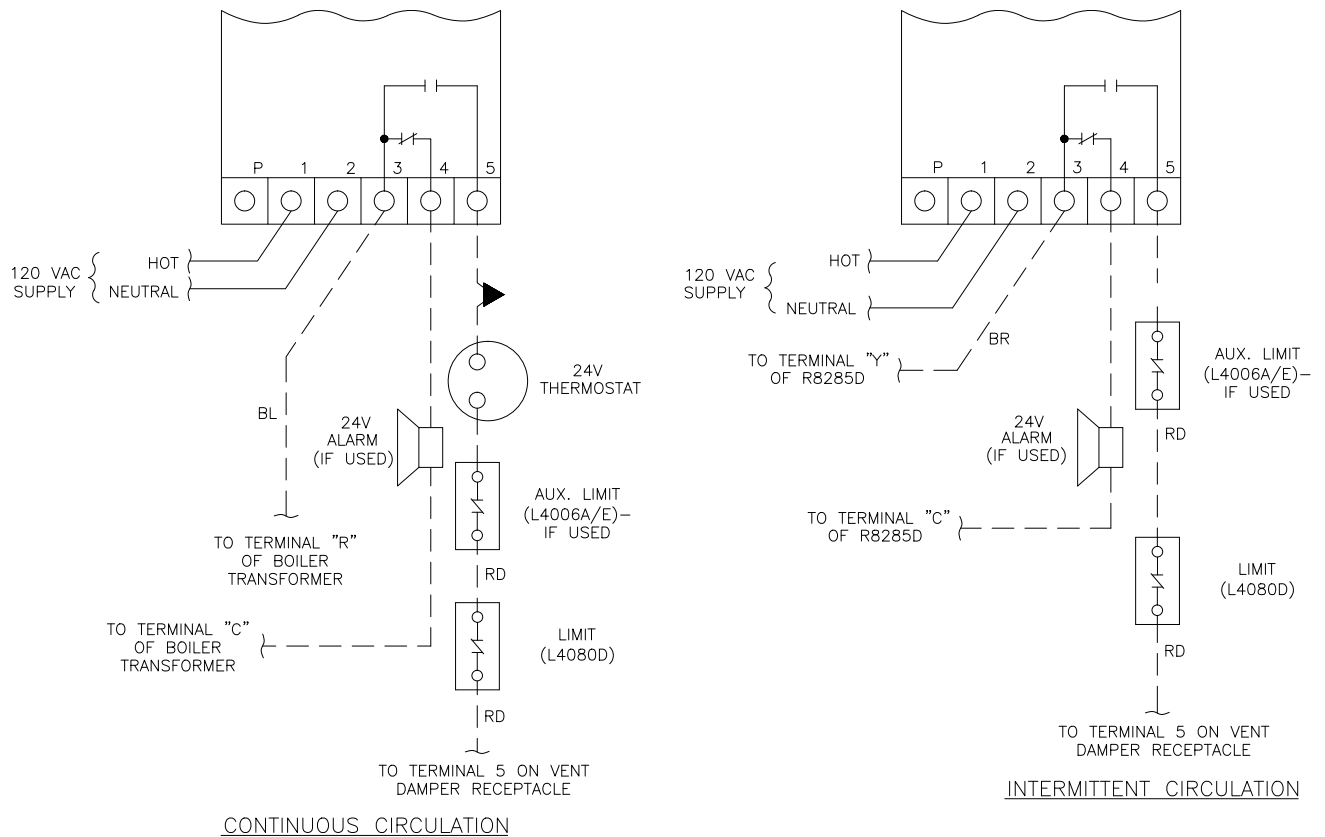 P 1 2 3 4 5
HOT
120 VAC
SUPPLY
NEUTRAL
24V
THERMOSTAT
BL
24V
ALARM
(IF USED)
AUX. LIMIT
(L4006A/E)–
IF USED
TO TERMINAL "R"
OF BOILER
TRANSFORMER
RD
TO TERMINAL "C"
OF BOILER
TRANSFORMER
LIMIT
(L4080D)
RD
TO TERMINAL 5 ON VENT
DAMPER RECEPTACLE
CONTINUOUS CIRCULATION
P 1 2 3 4 5
HOT
120 VAC
SUPPLY
NEUTRAL
BR
TO TERMINAL "Y"
OF R8285D
AUX. LIMIT
(L4006A/E)–
IF USED
24V
ALARM
(IF USED)
RD
TO TERMINAL "C"
OF R8285D
LIMIT
(L4080D)
RD
TO TERMINAL 5 ON VENT
DAMPER RECEPTACLE
INTERMITTENT CIRCULATION